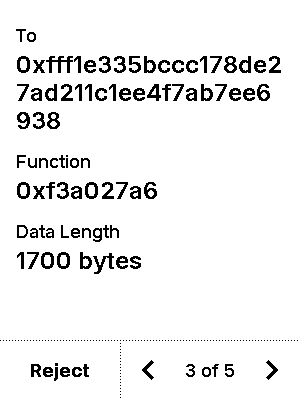 To
0xfff1e335bccc178de2
7ad211c1ee4f7ab7ee6
938
Function
0xf3a027a6
Data Length
1700 bytes
Reject
3 of 5